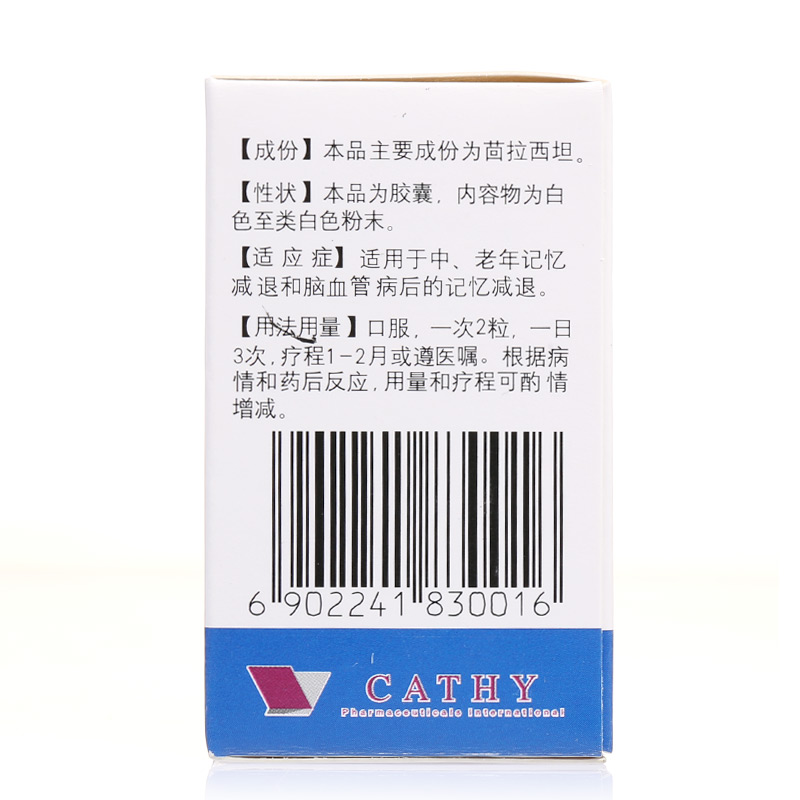 【成份】本品主要成份为茴拉西坦。
【性状】本品为胶囊，内容物为白
色至类白色粉末。
【适应症】适用于中、老年记忆
减退和脑血管病后的记忆减退。
【用法用量】口服，一次2粒，一日
3次，疗程1-2月或遵医嘱。根据病
情和药后反应，用量和疗程可酌情
增减。
6 902241 830016
CATHY
Pharmaceuticals International